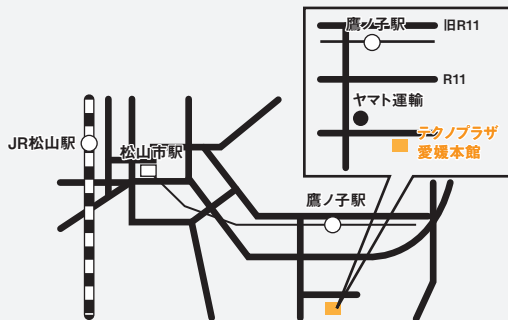 鷹ノ子駅
旧R11
R11
ヤマト運輸
テクノプラザ
愛媛本館
JR松山駅
松山市駅
鷹ノ子駅